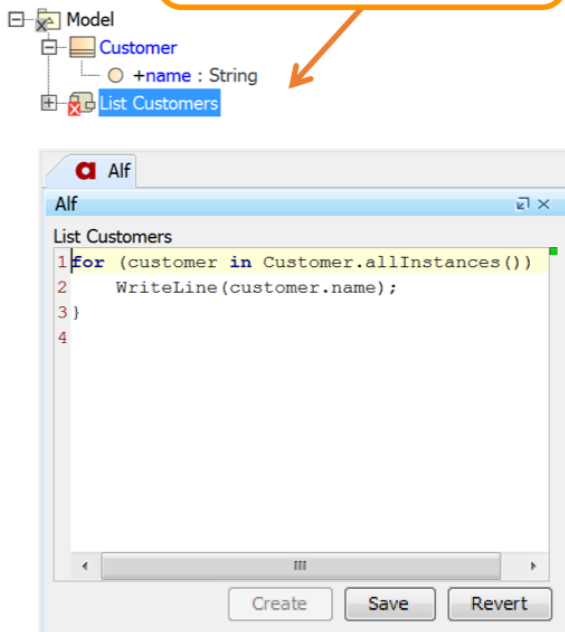 Model
Customer
+name : String
List Customers
Alf
Alf
List Customers
1 for (customer in Customer.allInstances())
2 WriteLine(customer.name);
3 }
4
Create Save Revert